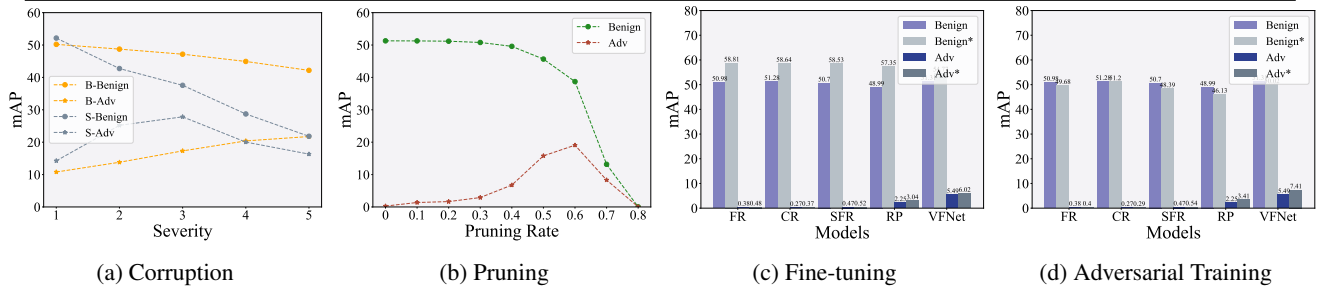 60
50
40
30
20
10
0
mAP
B-Benign
B-Adv
S-Benign
S-Adv
1 2 3 4 5
Severity
(a) Corruption
60
50
40
30
20
10
0
mAP
Benign
Adv
0 0.1 0.2 0.3 0.4 0.5 0.6 0.7 0.8
Pruning Rate
(b) Pruning
80
70
60
50
40
30
20
10
0
mAP
Benign
Benign*
Adv
Adv*
50.98 58.81 0.38 0.48
51.28 58.64 0.27 0.37
50.7 58.53 0.47 0.52
48.99 57.35 2.25 3.04
5.49 6.02
FR CR SFR RP VFNet
Models
(c) Fine-tuning
80
70
60
50
40
30
20
10
0
mAP
Benign
Benign*
Adv
Adv*
50.98 49.68 0.38 0.4
51.28 51.2 0.27 0.29
50.7 48.39 0.47 0.54
48.99 46.13 2.25 3.41
5.49 7.41
FR CR SFR RP VFNet
Models
(d) Adversarial Training